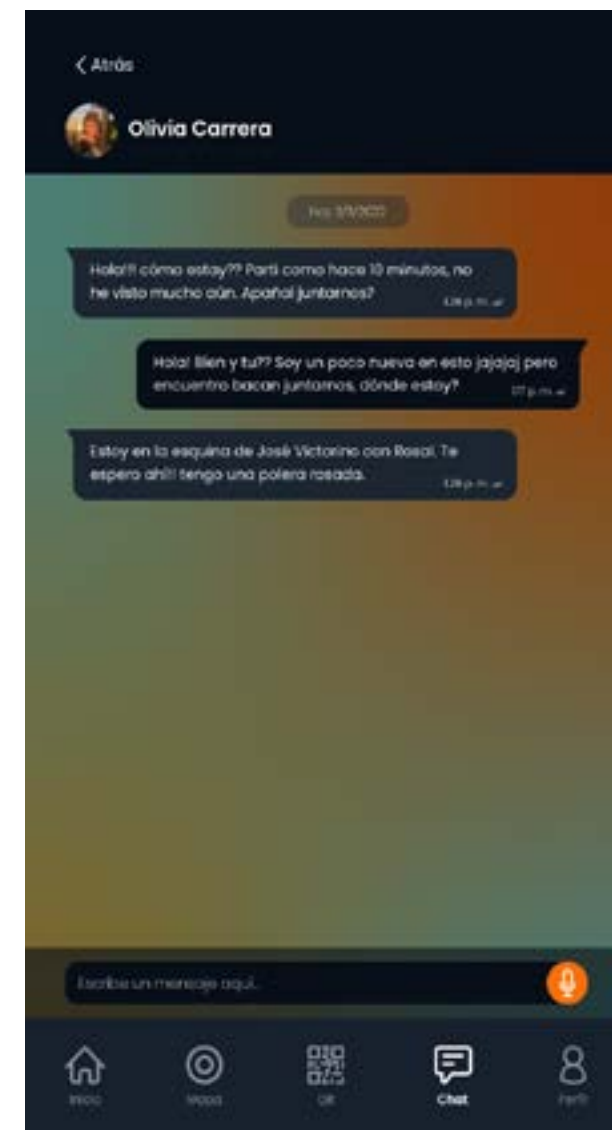 Atrás
Olivia Carrera
Hoy
Hola!!! cómo estay?? Partí como hace 10 minutos, no
he visto mucho aún. Apañai juntarnos?
p. m.
Hola! Bien y tu?? Soy un poco nueva en esto jajajaj pero
encuentro bacan juntarnos, dónde estay?
p. m.
Estoy en la esquina de José Victorino con Rosal. Te
espero ahí!! tengo una polera rosada.
p. m.
Escribe un mensaje aquí...
Inicio
Mapa
QR
Chat
Perfil